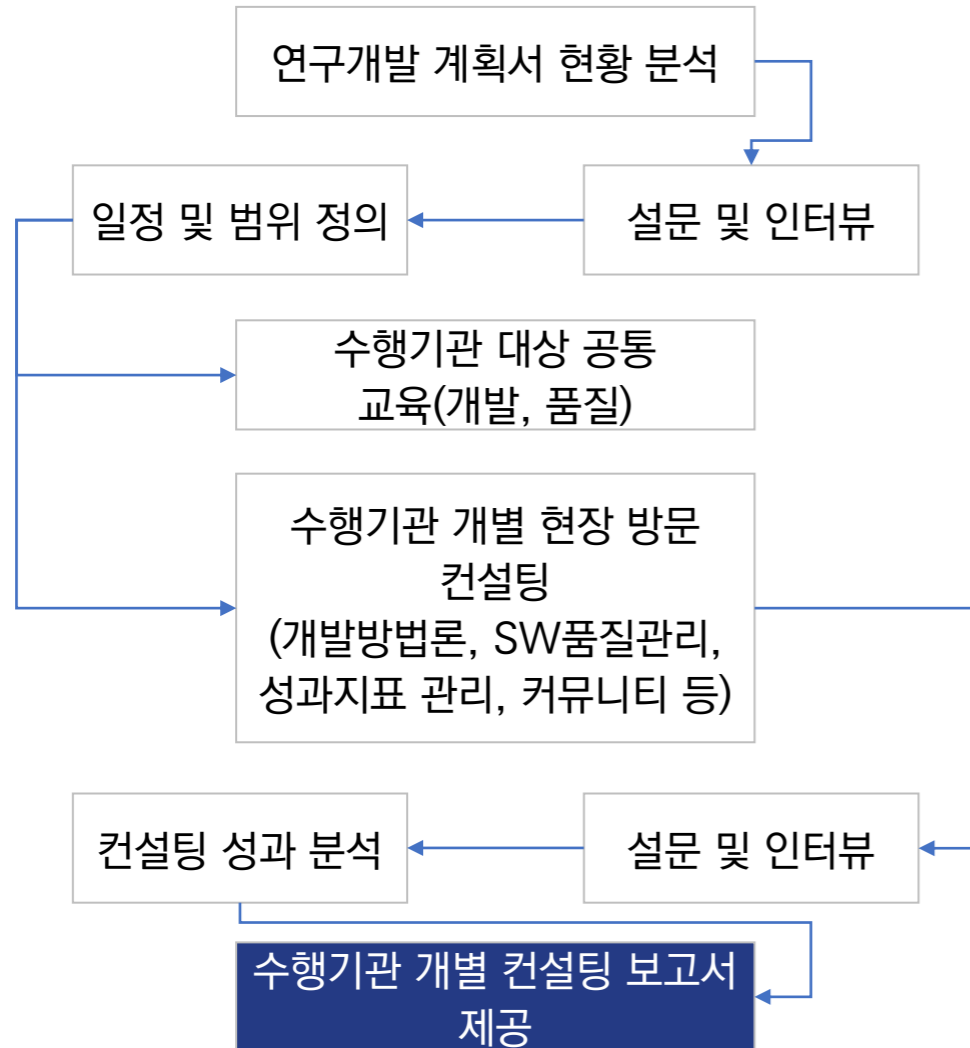 연구개발 계획서 현황 분석
일정 및 범위 정의
설문 및 인터뷰
수행기관 대상 공통
교육(개발, 품질)
수행기관 개별 현장 방문
컨설팅
(개발방법론, SW품질관리,
성과지표 관리, 커뮤니티 등)
컨설팅 성과 분석
설문 및 인터뷰
수행기관 개별 컨설팅 보고서
제공